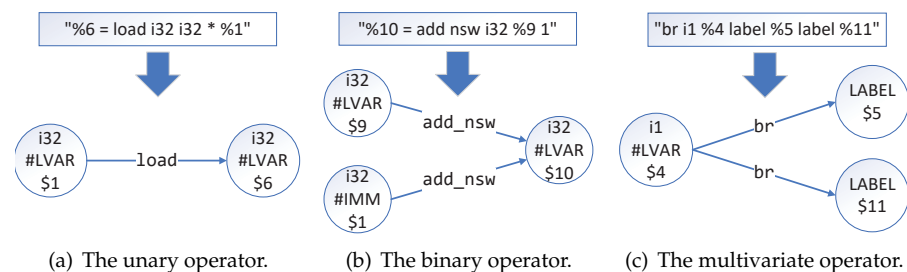 "%6 = load i32 i32 * %1"
i32
#LVAR
$1
load
i32
#LVAR
$6
(a) The unary operator.
"%10 = add nsw i32 %9 1"
i32
#LVAR
$9
add_nsw
i32
#IMM
$1
add_nsw
i32
#LVAR
$10
(b) The binary operator.
"br i1 %4 label %5 label %11"
i1
#LVAR
$4
br
LABEL
$5
br
LABEL
$11
(c) The multivariate operator.